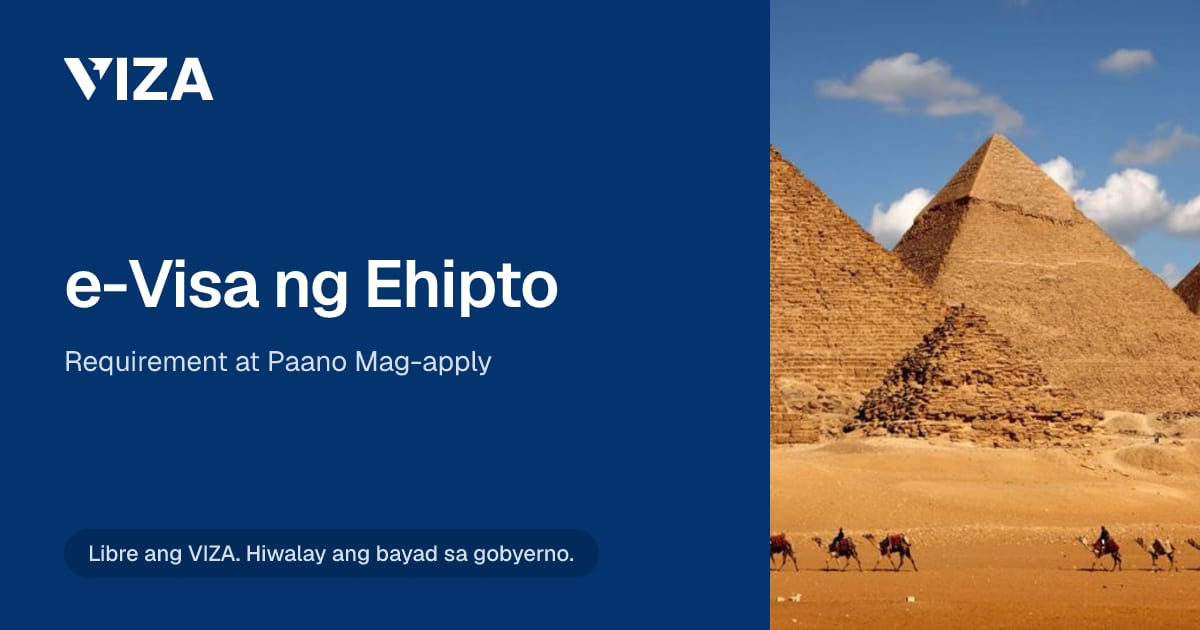 VIZA
e-Visa ng Ehipto
Requirement at Paano Mag-apply
Libre ang VIZA. Hiwalay ang bayad sa gobyerno.